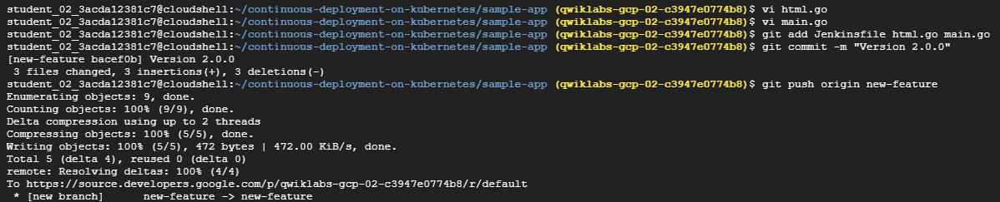 student_02_3acda12381c7@cloudshell:~/continuous-deployment-on-kubernetes/sample-app (qwiklabs-gcp-02-c3947e0774b8)$ vi html.go
student_02_3acda12381c7@cloudshell:~/continuous-deployment-on-kubernetes/sample-app (qwiklabs-gcp-02-c3947e0774b8)$ vi main.go
student_02_3acda12381c7@cloudshell:~/continuous-deployment-on-kubernetes/sample-app (qwiklabs-gcp-02-c3947e0774b8)$ git add Jenkinsfile html.go main.go
student_02_3acda12381c7@cloudshell:~/continuous-deployment-on-kubernetes/sample-app (qwiklabs-gcp-02-c3947e0774b8)$ git commit -m "Version 2.0.0"
[new-feature bacef0b] Version 2.0.0
 3 files changed, 3 insertions(+), 3 deletions(-)
student_02_3acda12381c7@cloudshell:~/continuous-deployment-on-kubernetes/sample-app (qwiklabs-gcp-02-c3947e0774b8)$ git push origin new-feature
Enumerating objects: 9, done.
Counting objects: 100% (9/9), done.
Delta compression using up to 2 threads
Compressing objects: 100% (5/5), done.
Writing objects: 100% (5/5), 472 bytes | 472.00 KiB/s, done.
Total 5 (delta 4), reused 0 (delta 0)
remote: Resolving deltas: 100% (4/4)
To https://source.developers.google.com/p/qwiklabs-gcp-02-c3947e0774b8/r/default
 * [new branch]      new-feature -> new-feature